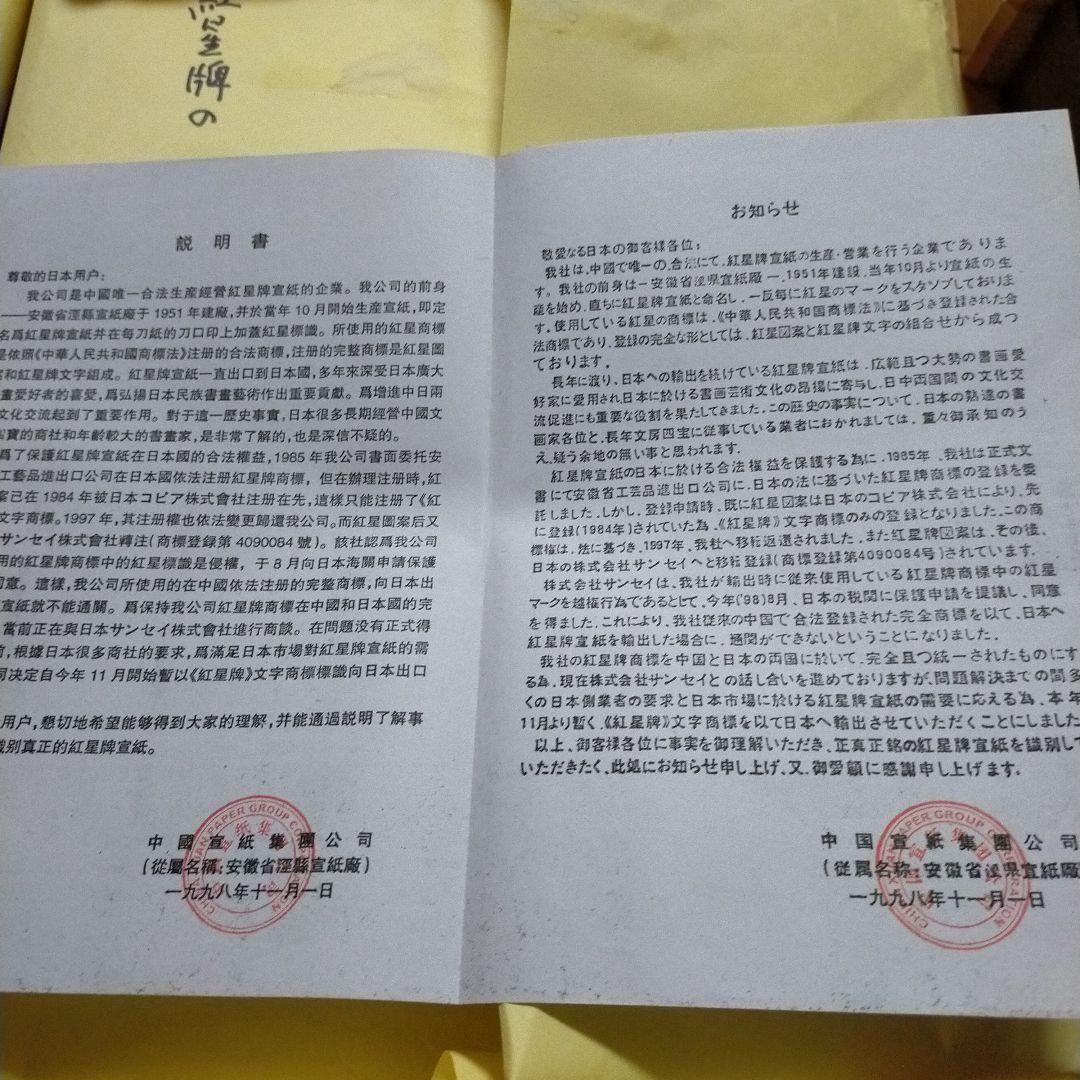 星牌の
説明書
尊敬的日本用户:
我公司是中國唯一合法生産經營紅星牌宣紙的企業。我公司的前身
——安徽省涇縣宣紙廠于1951年建廠,并於當年10月開始生産宣紙,即定
名爲紅星牌宣紙并在每刀紙的刀口印上加蓋紅星標識。所使用的紅星商標
是依照《中華人民共和國商標法》注册的合法商標,注册的完整商標是紅星圖
和紅星牌文字組成。紅星牌宣紙一直出口到日本國,多年來深受日本廣大
畫愛好者的喜愛,爲弘揚日本民族書畫藝術作出重要貢獻。爲增進中日兩
文化交流起到了重要作用。對于這一歷史事實,日本很多長期經營中國文
寶的商社和年齡較大的書畫家,是非常了解的,也是深信不疑的。
爲了保護紅星牌宣紙在日本國的合法權益,1985年我公司書面委托安
工藝品進出口公司在日本國依法注册紅星牌商標,但在辦理注册時,紅
案已在1984年被日本コピア株式會社注册在先,這樣只能注册了《紅
文字商標。1997年,其注册權也依法變更歸還我公司。而紅星圖案后又
サンセイ株式會社轉注(商標登録第4090084號)。該社認爲我公司
用的紅星牌商標中的紅星標識是侵權,于8月向日本海關申請保護
意。這樣,我公司所使用的在中國依法注册的完整商標,向日本出
宣紙就不能通關。爲保持我公司紅星牌商標在中國和日本國的完
當前正在與日本サンセイ株式會社進行商談。在問題没有正式得
前,根據日本很多商社的要求,爲滿足日本市場對紅星牌宣紙的需
司决定自今年11月開始暫以《紅星牌》文字商標標識向日本出口
用户,懇切地希望能够得到大家的理解,并能通過説明了解事
識别真正的紅星牌宣紙。
中國宣紙集團公司
(從屬名稱:安徽省涇縣宣紙廠)
一九九八年十一月一日
お知らせ
敬愛なる日本の御客様各位:
我社は、中国で唯一の、合法にて、紅星牌宣紙の生産・営業を行う企業でありま
す。我社の前身は—安徽省涇県宣紙廠—、1951年建設、当年10月より宣紙の生
産を始め、直ちに紅星牌宣紙と命名し、一反毎に紅星のマークをスタンプしておりま
す。使用している紅星の商標は、《中華人民共和国商標法》に基づき登録された合
法商標であり、登録の完全な形としては、紅星図案と紅星牌文字の組合せから成っ
ております。
長年に渡り、日本への輸出を続けている紅星牌宣紙は、広範且つ大勢の書画愛
好家に愛用され、日本に於ける書画芸術文化の昂揚に寄与し、日中両国間の文化交
流促進にも重要な役割を果たしてきました。この歴史の事実について、日本の熟達の書
画家各位と、長年文房四宝に従事している業者におかれましては、重々御承知のう
え、疑う余地の無い事と思われます。
紅星牌宣紙の日本に於ける合法権益を保護する為に、1985年、我社は正式文
書にて安徽省工芸品進出口公司に、日本の法に基づいた紅星牌商標の登録を委
託しました。しかし、登録申請時、既に紅星図案は日本のコピア株式会社により、先
に登録(1984年)されていた為、《紅星牌》文字商標のみの登録となりました。この商
標権は、法に基づき、1997年、我社へ移転返還されました。また紅星牌図案は、その後、
日本の株式会社サンセイへと移転登録(商標登録第4090084号)されています。
株式会社サンセイは、我社が輸出時に従来使用している紅星牌商標中の紅星
マークを越権行為であるとして、今年('98)8月、日本の税関に保護申請を提議し、同意
を得ました。これにより、我社従来の中国で合法登録された完全商標を以て、日本へ
紅星牌宣紙を輸出した場合に、通関ができないということになりました。
我社の紅星牌商標を中国と日本の両国に於いて、完全且つ統一されたものにす
る為、現在株式会社サンセイとの話し合いを進めておりますが、問題解決までの間多
くの日本側業者の要求と日本市場に於ける紅星牌宣紙の需要に応える為、本年
11月より暫く、《紅星牌》文字商標を以て日本へ輸出させていただくことにしました
以上、御客様各位に事実を御理解いただき、正真正銘の紅星牌宣紙を識別して
いただきたく、此処にお知らせ申し上げ、又、御愛顧に感謝申し上げます。
中国宣紙集団公司
(従属名称:安徽省涇県宣紙廠
一九九八年十一月一日